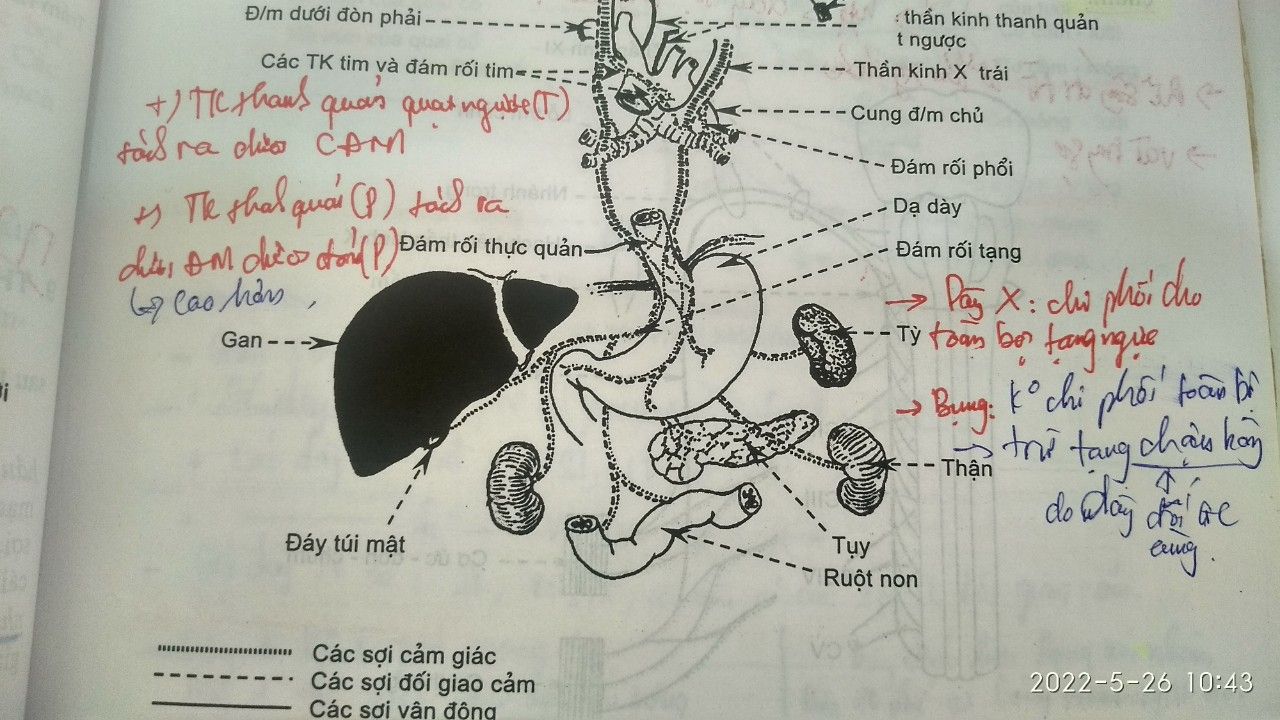 Đ/m dưới đòn phải
thần kinh thanh quản
t ngược
Các TK tim và đám rối tim
Thần kinh X trái
+) TK thanh quản quặt ngược (T)
tách ra dưới CĐM
Cung đ/m chủ
Đám rối phổi
+) TK thanh quản (P) tách ra
dưới ĐM dưới đòn (P)
↳ cao hơn
Dạ dày
Đám rối thực quản
Đám rối tạng
Gan
Tỳ
→ Dây X: chi phối cho
toàn bộ tạng ngực
→ Bụng: K° chi phối toàn bộ
→ trừ tạng chậu hông
do dây đối GC
cùng.
Thận
Đáy túi mật
Tụy
Ruột non
Các sợi cảm giác
Các sợi đối giao cảm
Các sợi vận động
2022-5-26 10:43